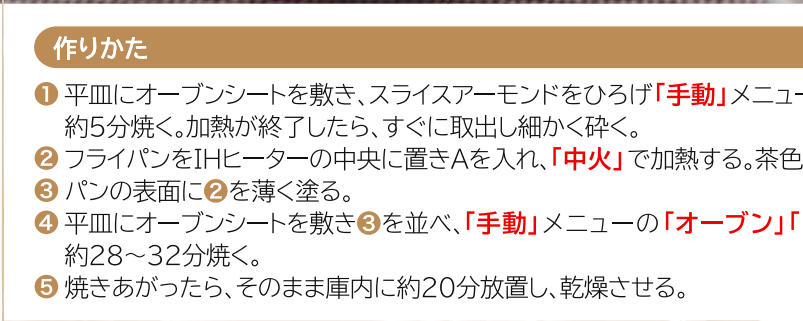 作りかた
❶ 平皿にオーブンシートを敷き、スライスアーモンドをひろげ「手動」メニュー
約5分焼く。加熱が終了したら、すぐに取出し細かく砕く。
❷ フライパンをIHヒーターの中央に置きAを入れ、「中火」で加熱する。茶色
❸ パンの表面に❷を薄く塗る。
❹ 平皿にオーブンシートを敷き❸を並べ、「手動」メニューの「オーブン」「
約28～32分焼く。
❺ 焼きあがったら、そのまま庫内に約20分放置し、乾燥させる。